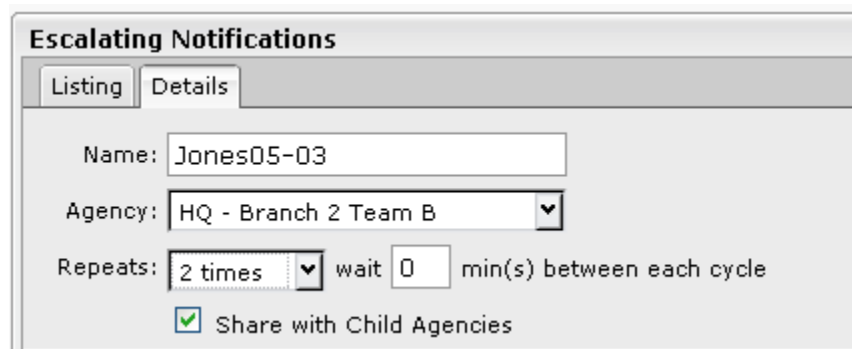 Escalating Notifications
Listing Details
Name: Jones05-03
Agency: HQ - Branch 2 Team B
Repeats: 2 times wait 0 min(s) between each cycle
Share with Child Agencies